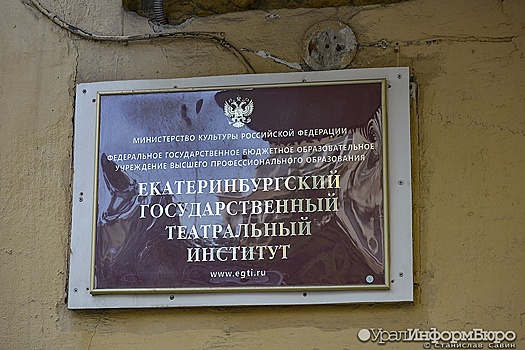 МИНИСТЕРСТВО КУЛЬТУРЫ РОССИЙСКОЙ ФЕДЕРАЦИИ
ФЕДЕРАЛЬНОЕ ГОСУДАРСТВЕННОЕ БЮДЖЕТНОЕ ОБРАЗОВАТЕЛЬНОЕ
УЧРЕЖДЕНИЕ ВЫСШЕГО ПРОФЕССИОНАЛЬНОГО ОБРАЗОВАНИЯ
ЕКАТЕРИНБУРГСКИЙ
ГОСУДАРСТВЕННЫЙ
ТЕАТРАЛЬНЫЙ
ИНСТИТУТ
www.egti.ru
УралИнформБюро
© Станислав Савин